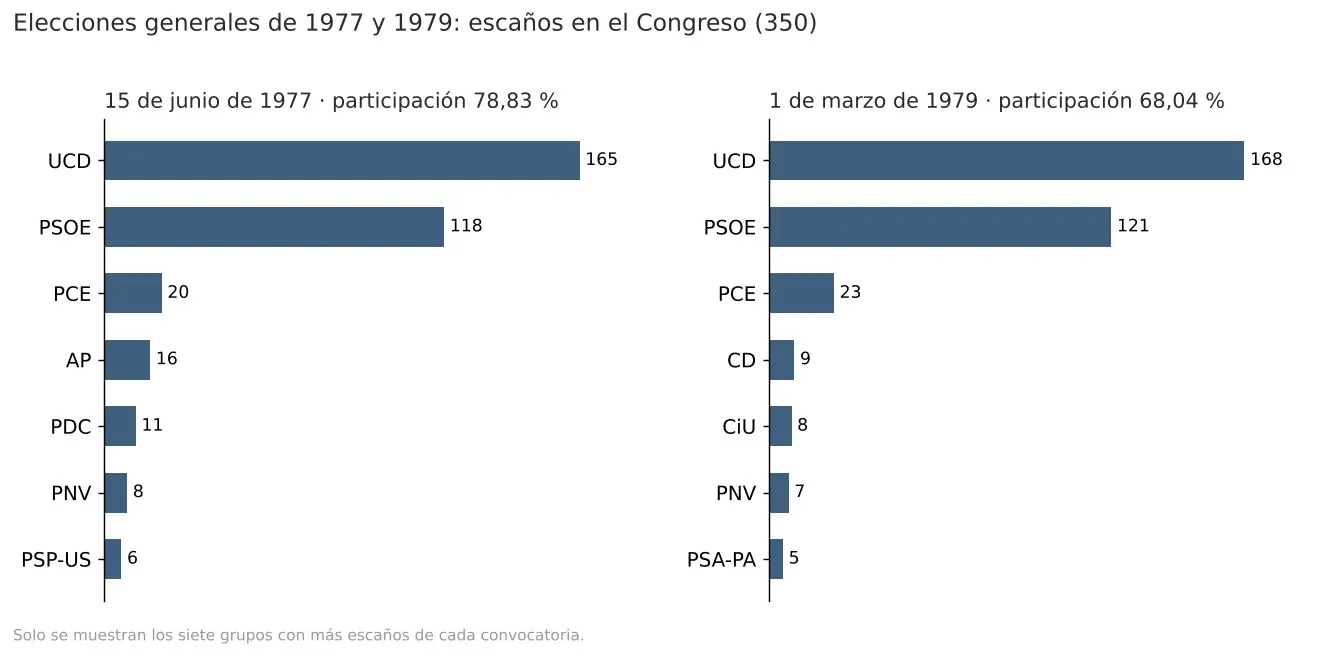 Elecciones generales de 1977 y 1979: escaños en el Congreso (350)
15 de junio de 1977 · participación 78,83 %
UCD 165
PSOE 118
PCE 20
AP 16
PDC 11
PNV 8
PSP-US 6
1 de marzo de 1979 · participación 68,04 %
UCD 168
PSOE 121
PCE 23
CD 9
CiU 8
PNV 7
PSA-PA 5
Solo se muestran los siete grupos con más escaños de cada convocatoria.